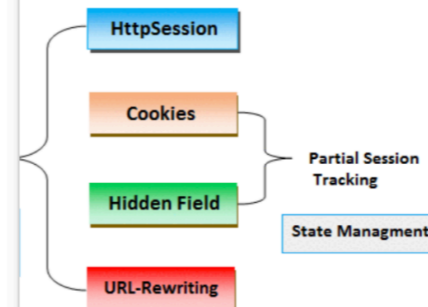 HttpSession
Cookies
Partial Session
Tracking
Hidden Field
State Managment
URL-Rewriting